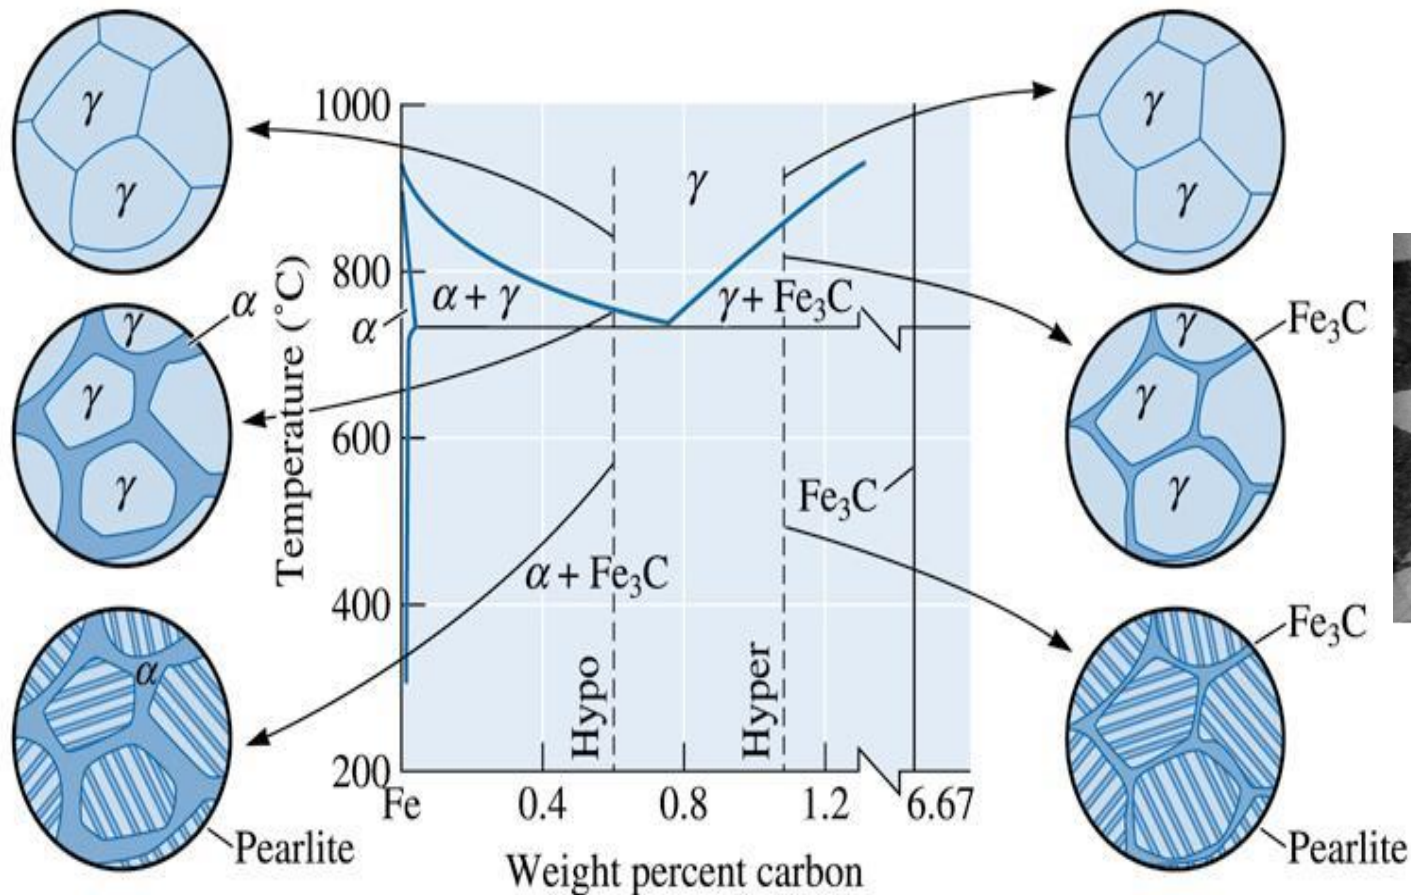 γ
γ
γ
α
γ
γ
α
Pearlite
1000
800
600
400
200
Temperature (°C)
γ
α + γ
γ + Fe₃C
α
Fe₃C
α + Fe₃C
Hypo
Hyper
Fe
0.4
0.8
1.2
6.67
Weight percent carbon
γ
γ
γ
Fe₃C
γ
γ
Fe₃C
Pearlite